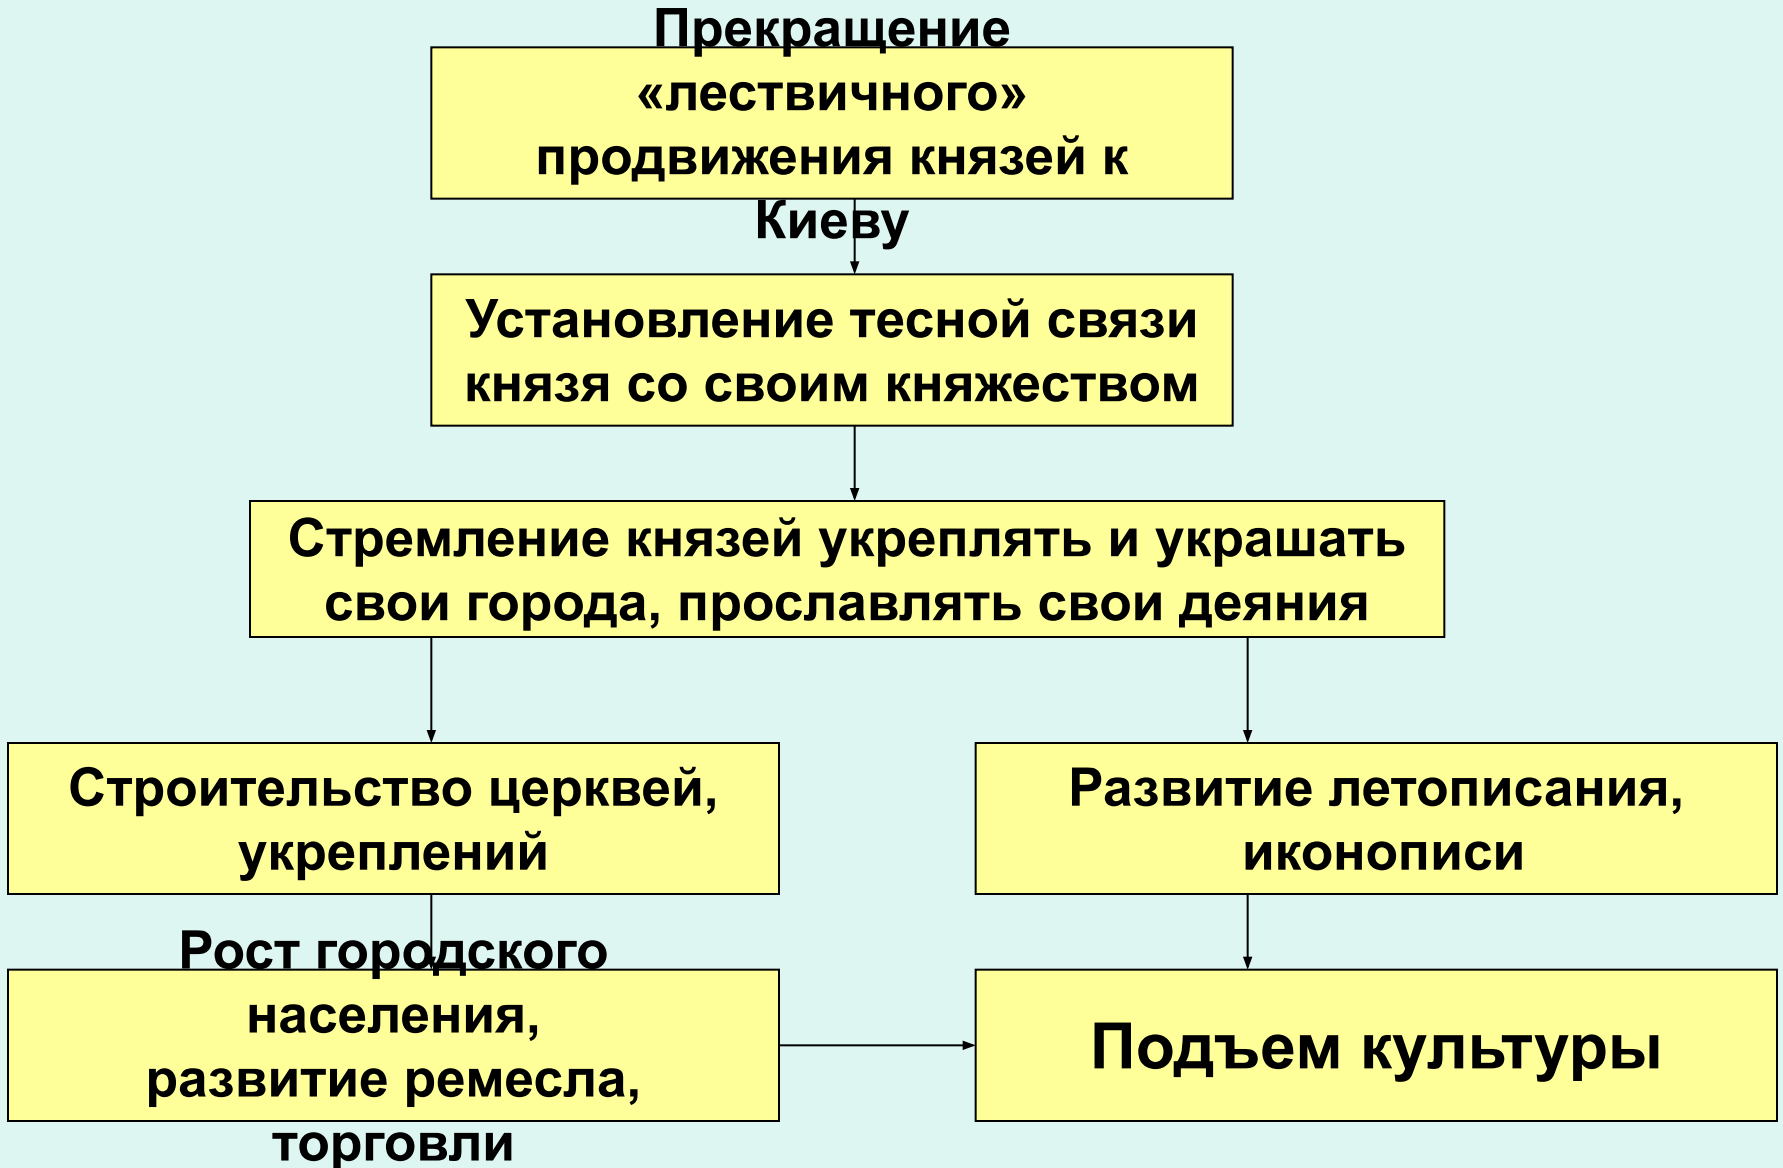 Прекращение
«лествичного»
продвижения князей к
Киеву
Установление тесной связи
князя со своим княжеством
Стремление князей укреплять и украшать
свои города, прославлять свои деяния
Строительство церквей,
укреплений
Развитие летописания,
иконописи
Рост городского
населения,
развитие ремесла,
торговли
Подъем культуры